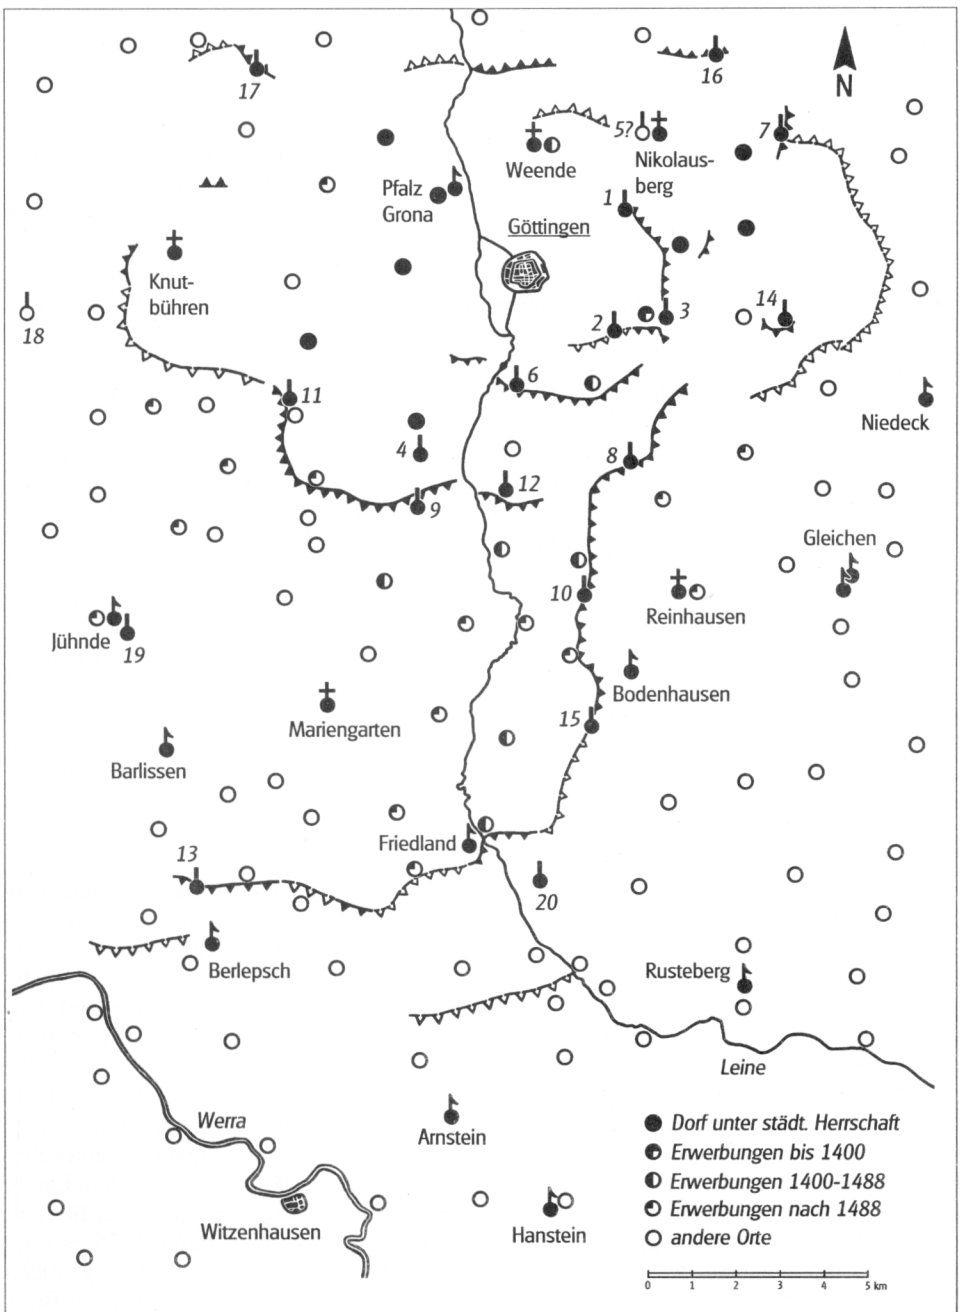 17
16
N
5?
7
Weende
Nikolaus-
berg
Pfalz
Grona
1
Göttingen
Knut-
bühren
18
2
3
14
6
11
Niedeck
4
8
12
9
Gleichen
10
Reinhausen
Jühnde
19
Bodenhausen
Mariengarten
15
Barlissen
Friedland
13
20
Berlepsch
Rusteberg
Leine
Werra
Arnstein
Witzenhausen
Hanstein
Dorf unter städt. Herrschaft
Erwerbungen bis 1400
Erwerbungen 1400-1488
Erwerbungen nach 1488
andere Orte
0 1 2 3 4 5 km